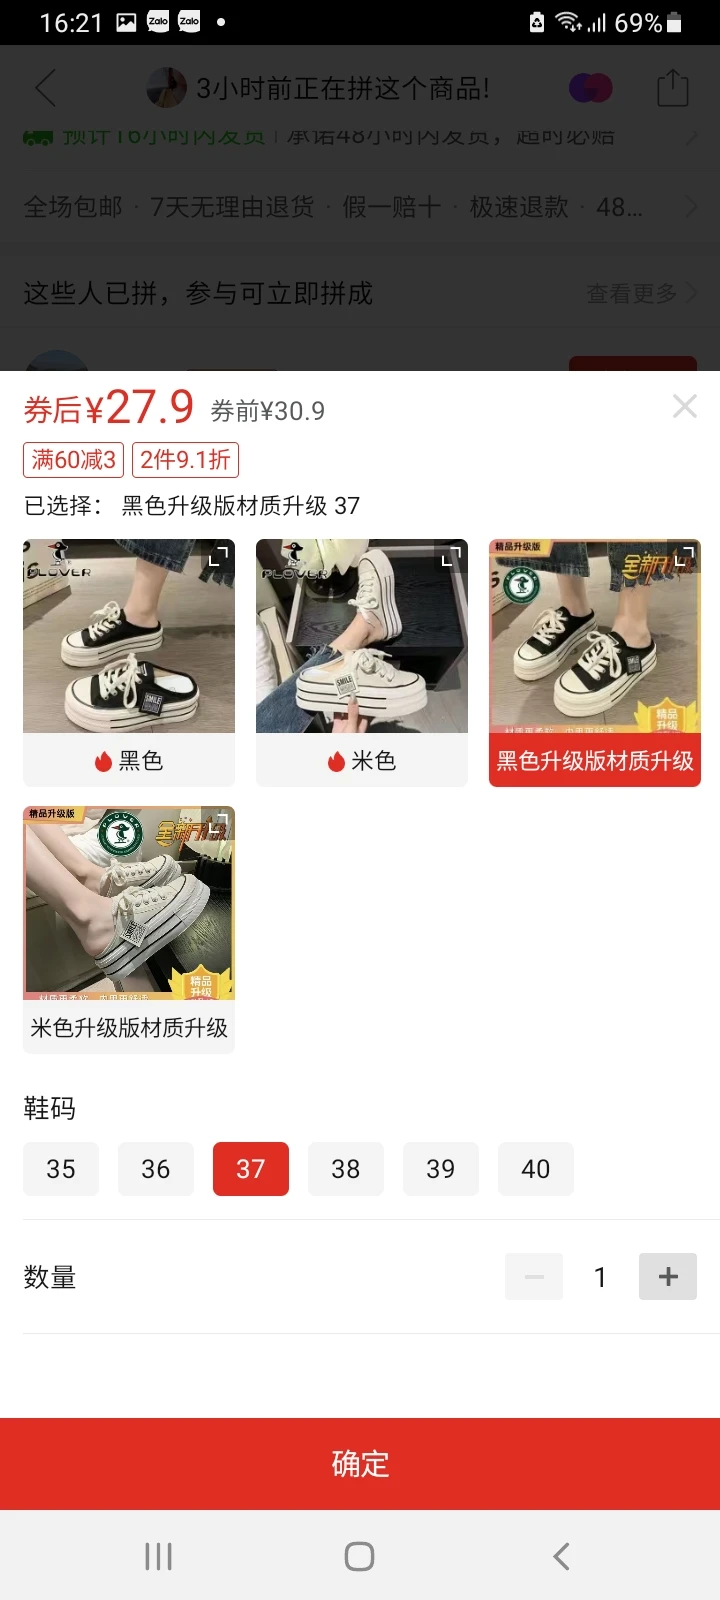 16:21
Zalo
Zalo
69%
3小时前正在拼这个商品!
预计16小时内发货 | 承诺48小时内发货，超时必赔
全场包邮 · 7天无理由退货 · 假一赔十 · 极速退款 · 48...
这些人已拼，参与可立即拼成
查看更多
券后¥27.9 券前¥30.9
满60减3 2件9.1折
已选择： 黑色升级版材质升级 37
PLOVER
PLOVER
精品升级版
SMILE
SMILE
精品
升级
黑色
米色
黑色升级版材质升级
精品升级版
PLOVER
精品
升级
米色升级版材质升级
鞋码
35 36 37 38 39 40
数量
1
确定